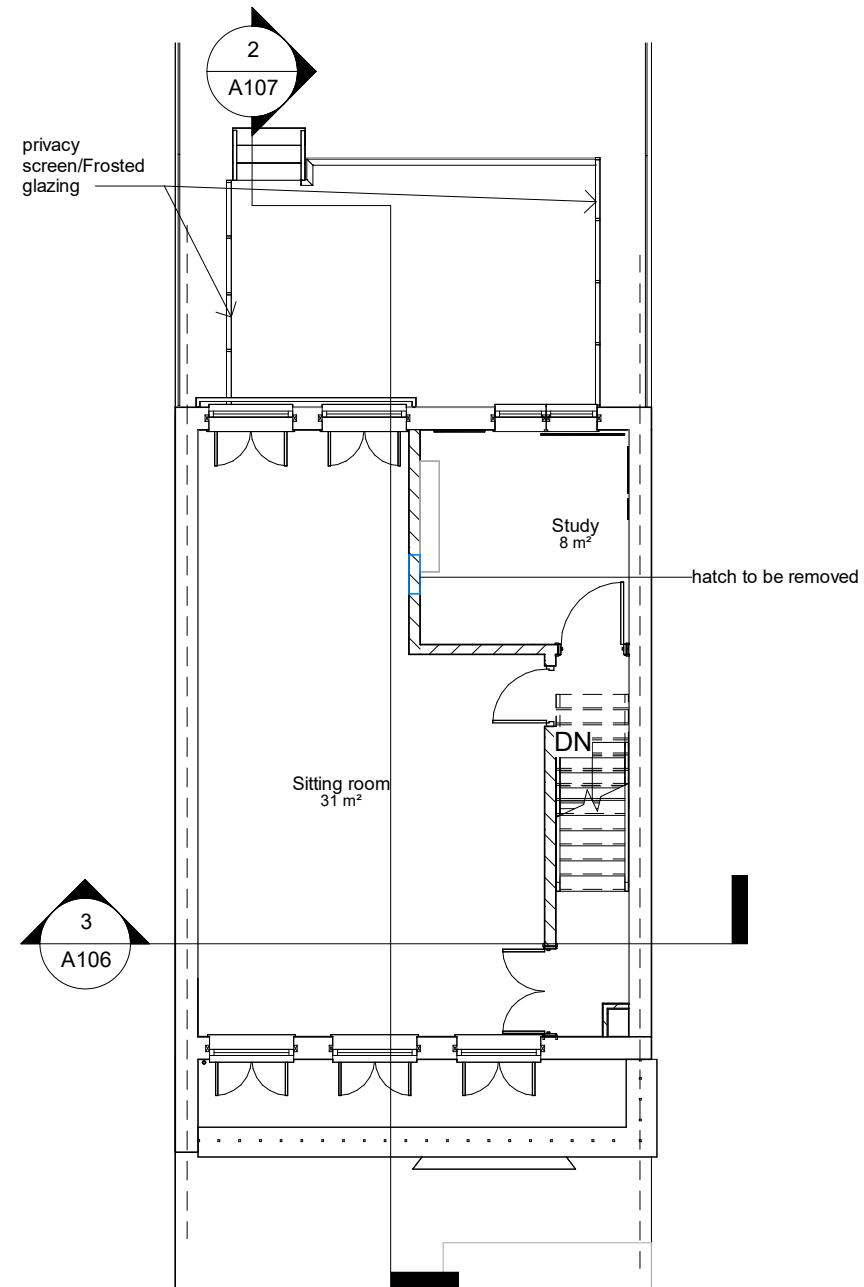 2
A107
privacy
screen/Frosted
glazing
Study
8 m²
hatch to be removed
DN
Sitting room
31 m²
3
A106